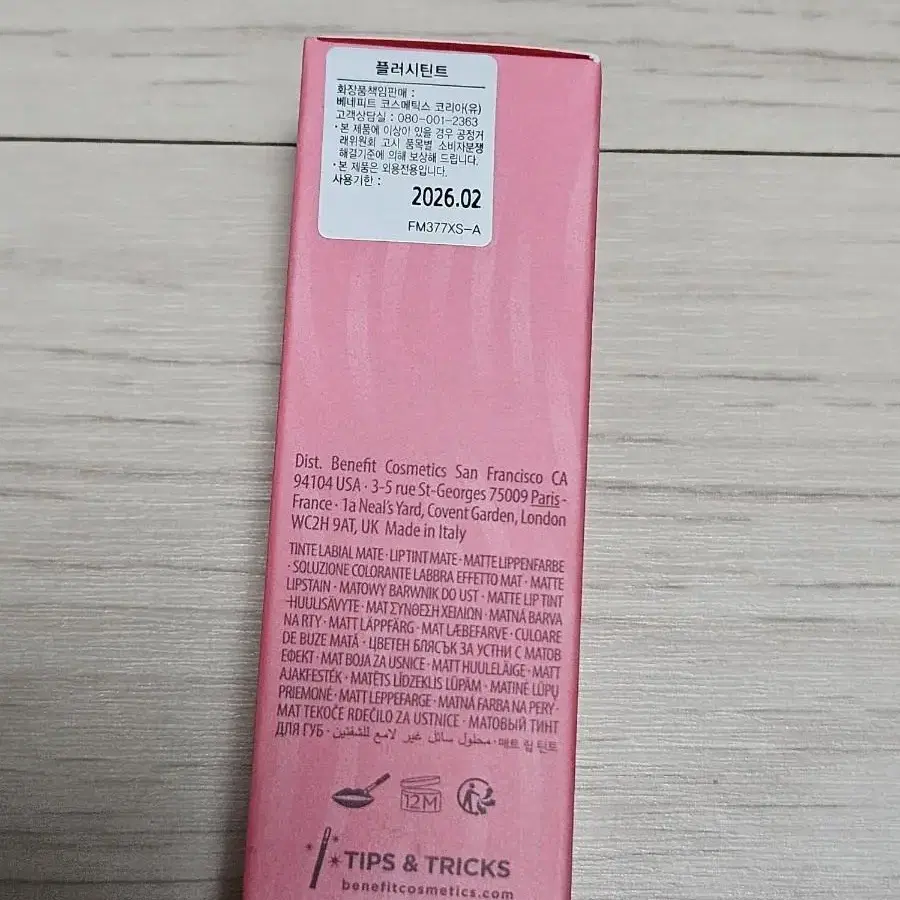 플러시틴트
화장품책임판매 :
베네피트 코스메틱스 코리아(유)
고객상담실 : 080-001-2363
·본 제품에 이상이 있을 경우 공정거
래위원회 고시 품목별 소비자분쟁
해결기준에 의해 보상해 드립니다.
·본 제품은 외용전용입니다.
사용기한 :
2026.02
FM377XS-A
Dist. Benefit Cosmetics San Francisco CA
94104 USA · 3-5 rue St-Georges 75009 Paris -
France · 1a Neal's Yard, Covent Garden, London
WC2H 9AT, UK Made in Italy
TINTE LABIAL MATE · LIP TINT MATE · MATTE LIPPENFARBE
· SOLUZIONE COLORANTE LABBRA EFFETTO MAT · MATTE
LIPSTAIN · MATOWY BARWNIK DO UST · MATTE LIP TINT
-HUULISÄVYTE · ΜΑΤ ΣΥΝΘΕΣΗ ΧΕΙΛΙΩΝ · MATNÁ BARVA
NA RTY · MATT LÄPPFÄRG · MAT LÆBEFARVE · CULOARE
DE BUZE MATĂ · ЦВЕТЕН БЛЯСЪК ЗА УСТНИ С МАТОВ
ЕФЕКТ · MAT BOJA ZA USNICE · MATT HUULELÄIGE · MATT
AJAKFESTÉK · MATĒTS LĪDZEKLIS LŪPĀM · MATINĖ LŪPŲ
PRIEMONĖ · MATT LEPPEFARGE · MATNÁ FARBA NA PERY ·
MAT TEKOČE RDEČILO ZA USTNICE · МАТОВЫЙ ТИНТ
ДЛЯ ГУБ · محلول سائل غير لامع للشفتين · 매트 립 틴트
12M
TIPS & TRICKS
benefitcosmetics.com